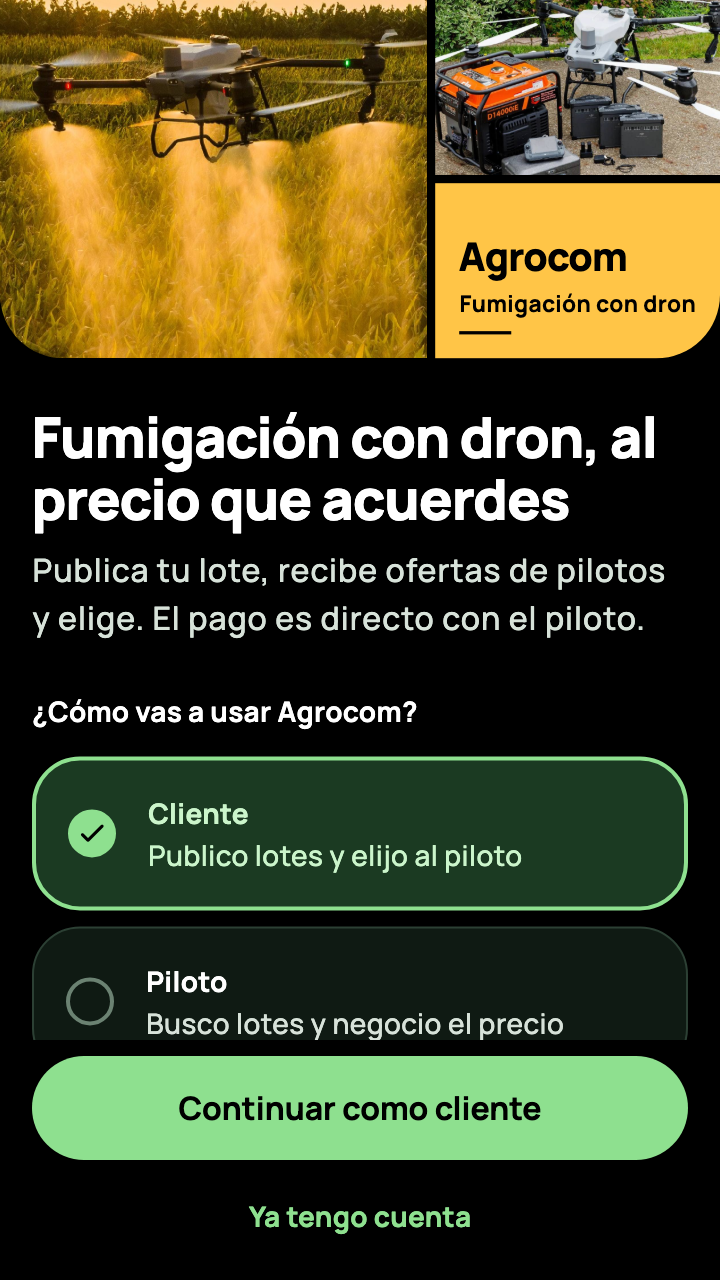 D14000iE
Agrocom
Fumigación con dron
Fumigación con dron, al
precio que acuerdes
Publica tu lote, recibe ofertas de pilotos
y elige. El pago es directo con el piloto.
¿Cómo vas a usar Agrocom?
Cliente
Publico lotes y elijo al piloto
Piloto
Busco lotes y negocio el precio
Continuar como cliente
Ya tengo cuenta